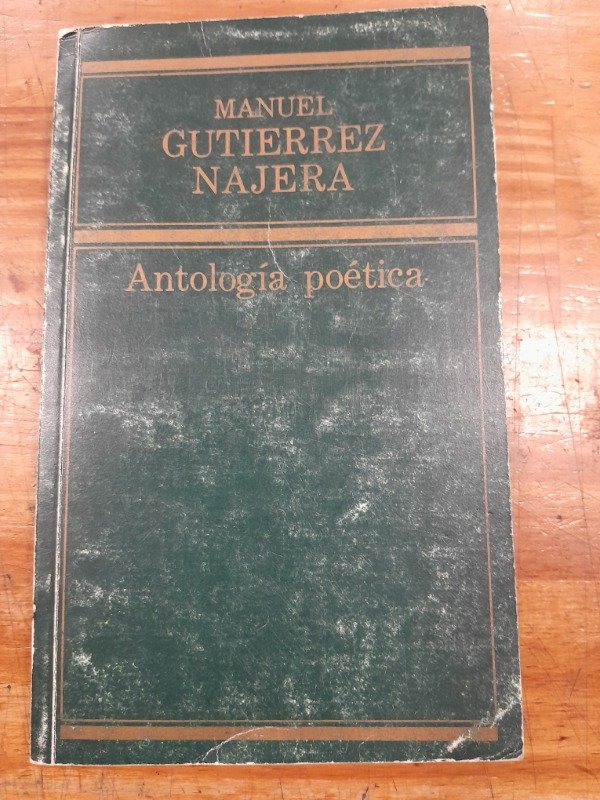 MANUEL
GUTIERREZ
NAJERA
Antología poética